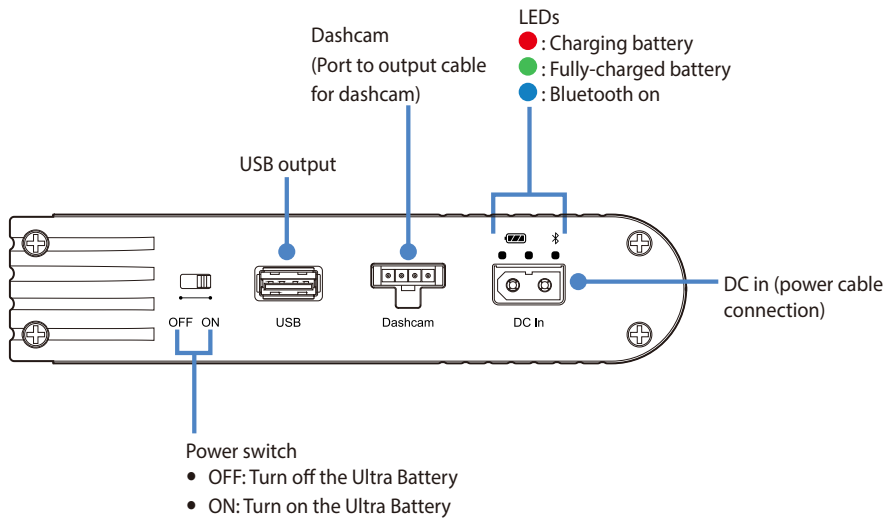 LEDs
: Charging battery
: Fully-charged battery
: Bluetooth on
Dashcam
(Port to output cable
for dashcam)
USB output
DC in (power cable
connection)
OFF ON
USB
Dashcam
DC In
Power switch
• OFF: Turn off the Ultra Battery
• ON: Turn on the Ultra Battery